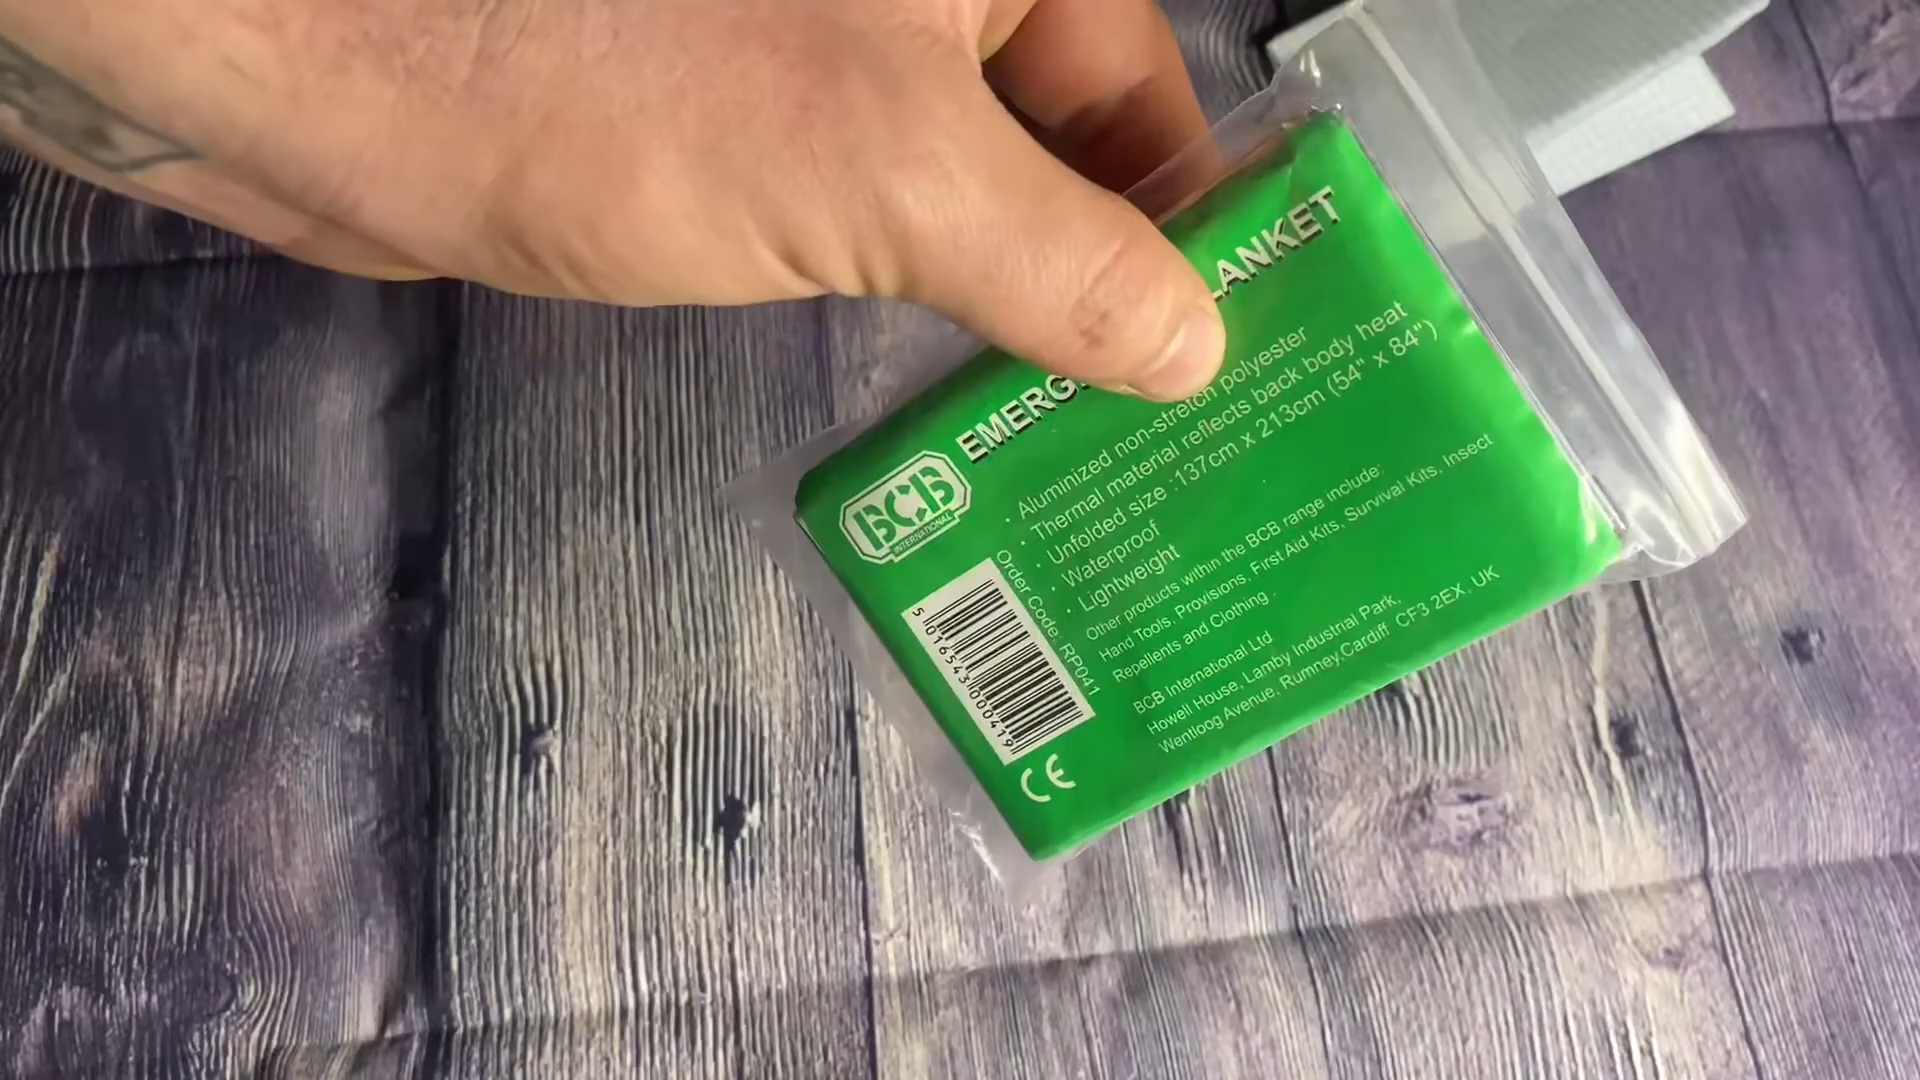 BCB
INTERNATIONAL
EMERG LANKET
· Aluminized non-stretch polyester
· Thermal material reflects back body heat
· Unfolded size :137cm x 213cm (54" x 84")
· Waterproof
· Lightweight
Other products within the BCB range include:
Hand Tools, Provisions, First Aid Kits, Survival Kits, Insect
Repellents and Clothing .
BCB International Ltd
Howell House, Lamby Industrial Park,
Wentloog Avenue, Rumney,Cardiff CF3 2EX, UK
Order Code: RP041
5 016543 000419
CE